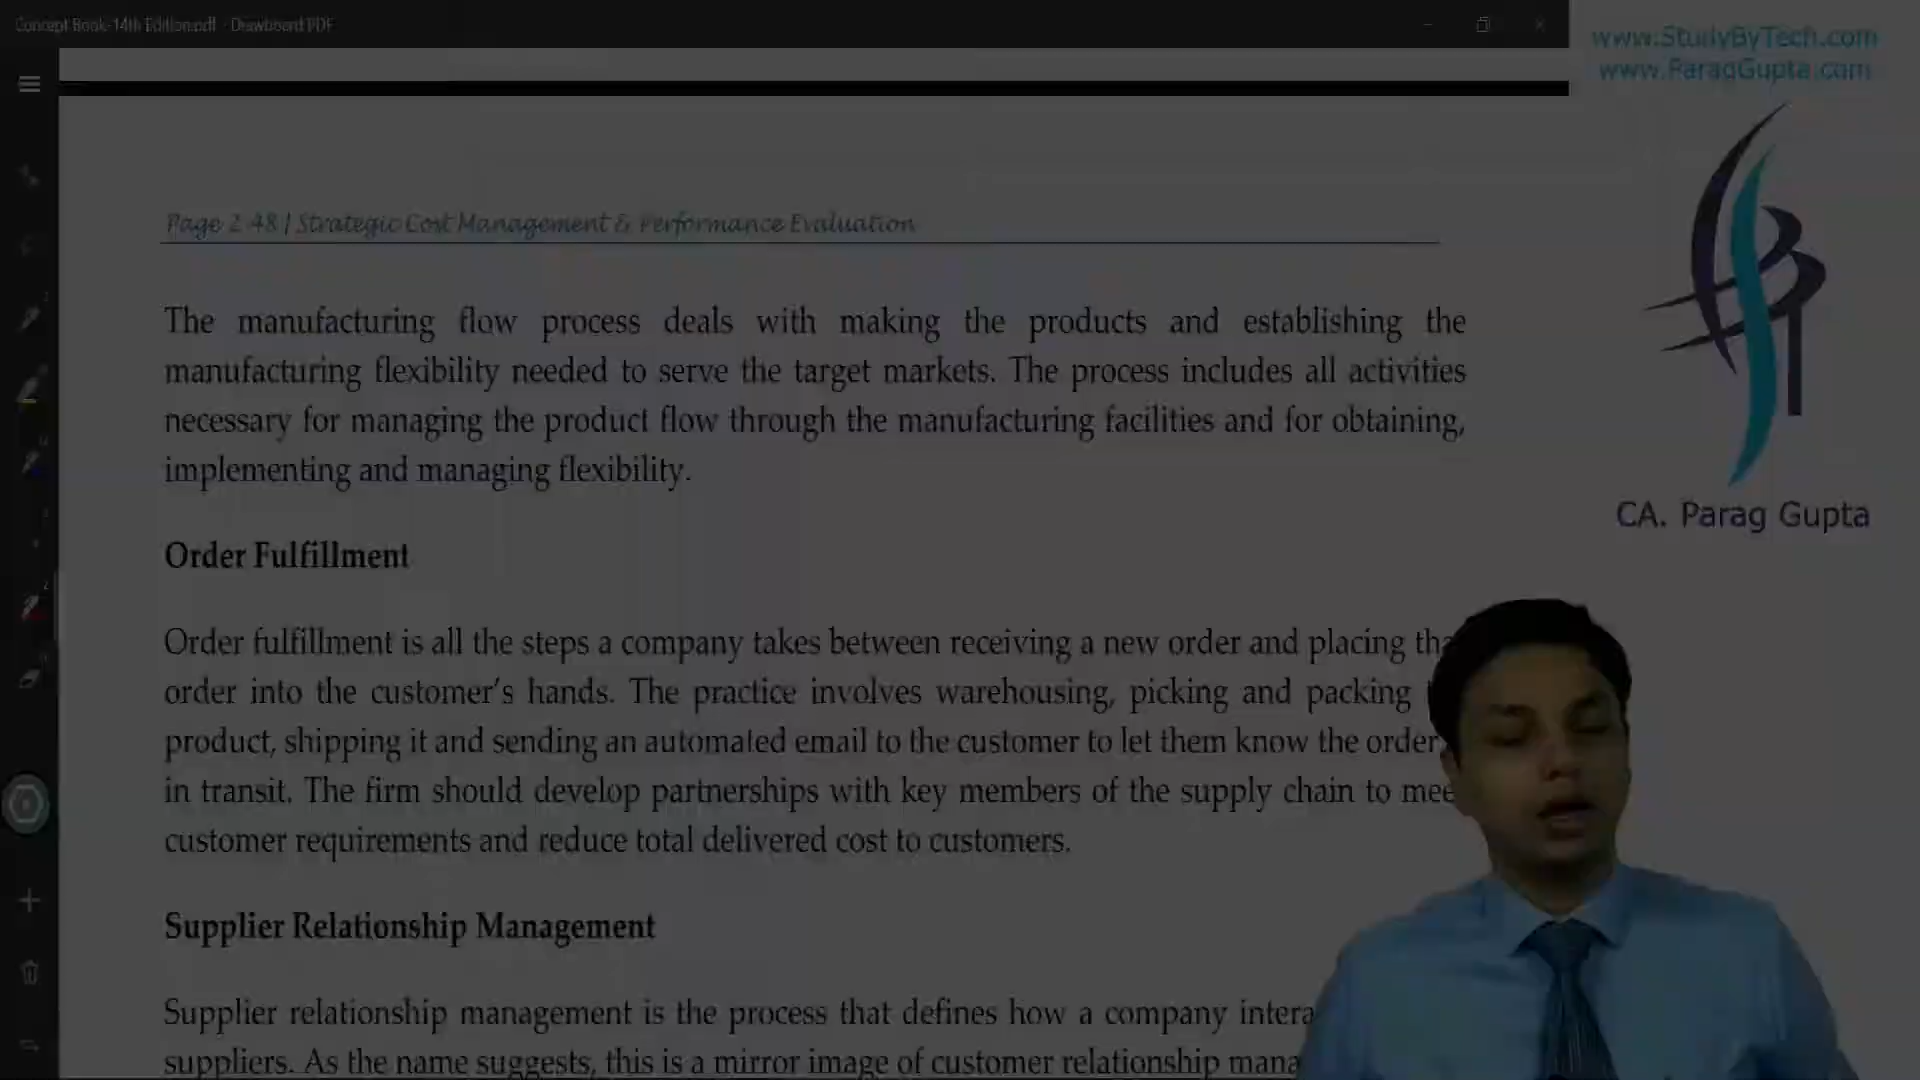 Concept Book-14th Edition.pdf - Drawboard PDF
www.StudyByTech.com
www.ParagGupta.com
Page 2.48 | Strategic Cost Management & Performance Evaluation
The manufacturing flow process deals with making the products and establishing the
manufacturing flexibility needed to serve the target markets. The process includes all activities
necessary for managing the product flow through the manufacturing facilities and for obtaining,
implementing and managing flexibility.
CA. Parag Gupta
Order Fulfillment
Order fulfillment is all the steps a company takes between receiving a new order and placing tha
order into the customer's hands. The practice involves warehousing, picking and packing
product, shipping it and sending an automated email to the customer to let them know the order
in transit. The firm should develop partnerships with key members of the supply chain to mee
customer requirements and reduce total delivered cost to customers.
Supplier Relationship Management
Supplier relationship management is the process that defines how a company intera
suppliers. As the name suggests, this is a mirror image of customer relationship mana